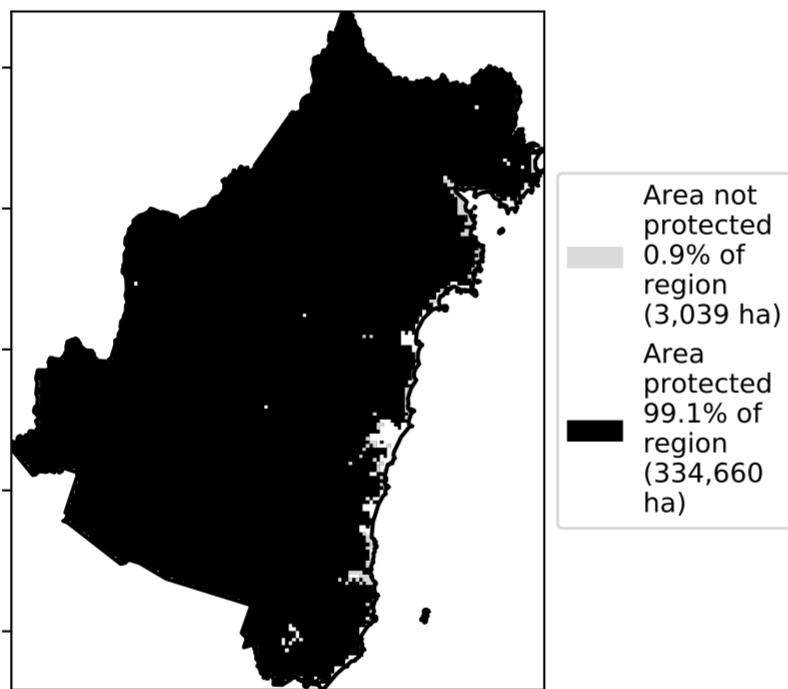 Area not
protected
0.9% of
region
(3,039 ha)
Area
protected
99.1% of
region
(334,660
ha)